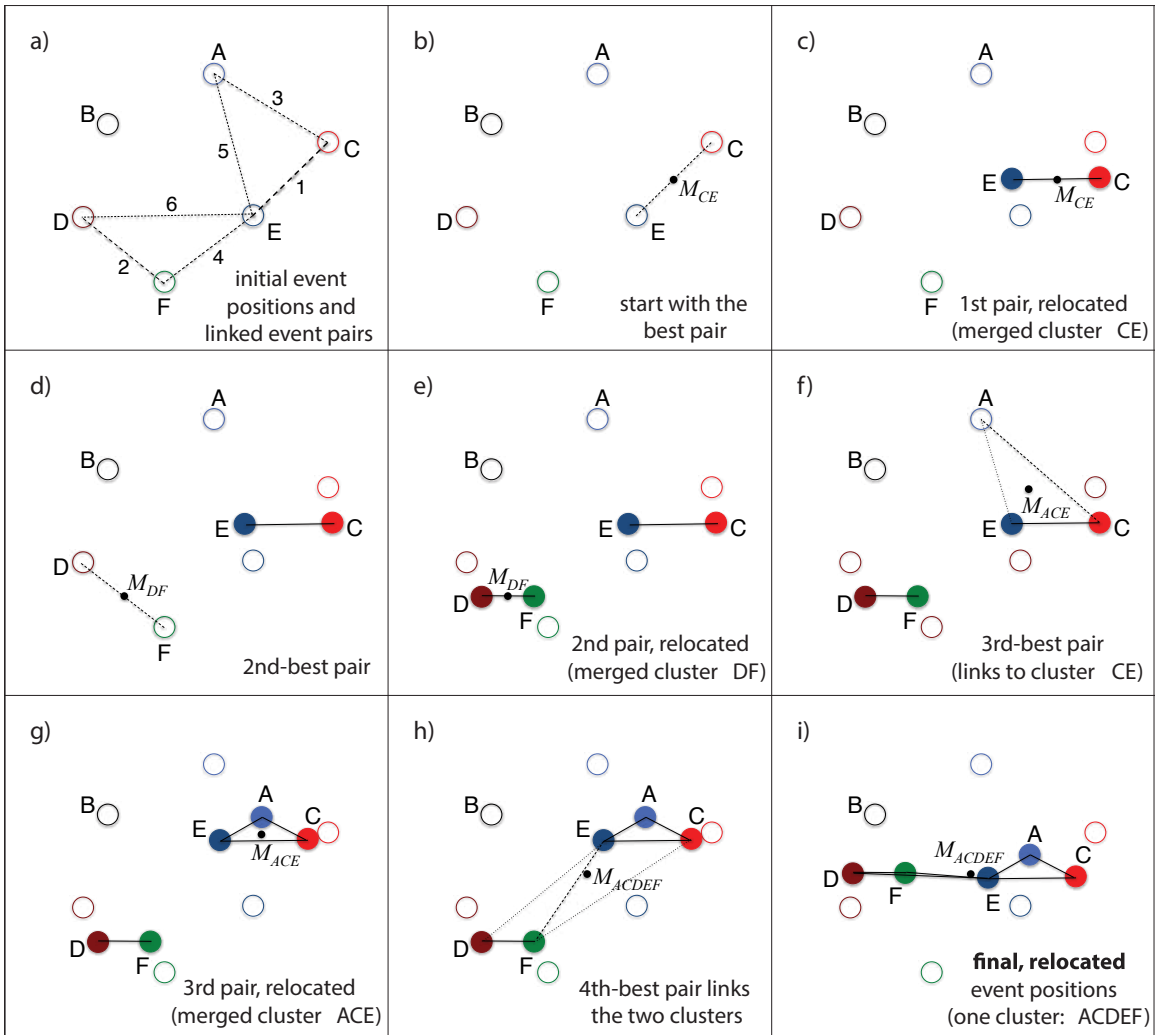 a)
A
B
3
C
5
1
6
D
E
2
4
F
initial event
positions and
linked event pairs
b)
A
B
C
M_CE
D
E
F
start with the
best pair
c)
A
B
E
C
M_CE
D
F
1st pair, relocated
(merged cluster CE)
d)
A
B
E
C
D
M_DF
F
2nd-best pair
e)
A
B
E
C
M_DF
D
F
2nd pair, relocated
(merged cluster DF)
f)
A
B
M_ACE
E
C
D
F
3rd-best pair
(links to cluster CE)
g)
A
B
C
E
M_ACE
D
F
3rd pair, relocated
(merged cluster ACE)
h)
A
B
C
E
M_ACDEF
D
F
4th-best pair links
the two clusters
i)
A
B
M_ACDEF
C
D
F
E
final, relocated
event positions
(one cluster: ACDEF)